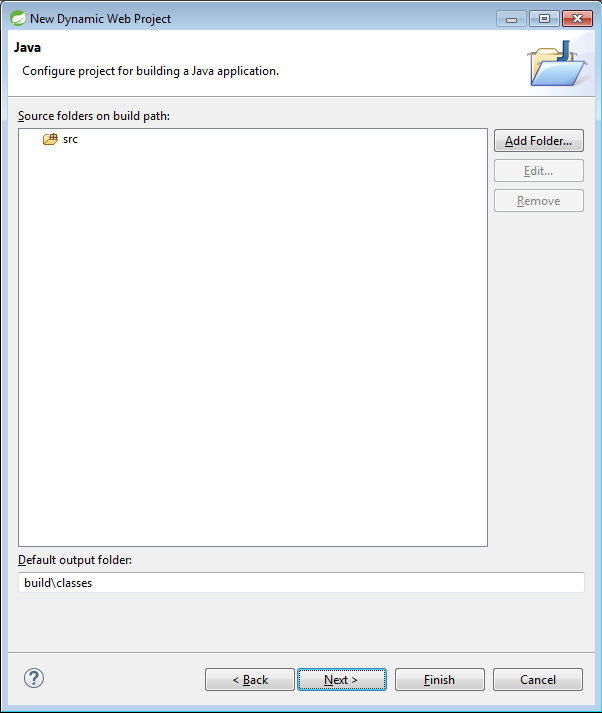 New Dynamic Web Project
Java
Configure project for building a Java application.
Source folders on build path:
src
Add Folder...
Edit...
Remove
Default output folder:
build\classes
?
< Back
Next >
Finish
Cancel